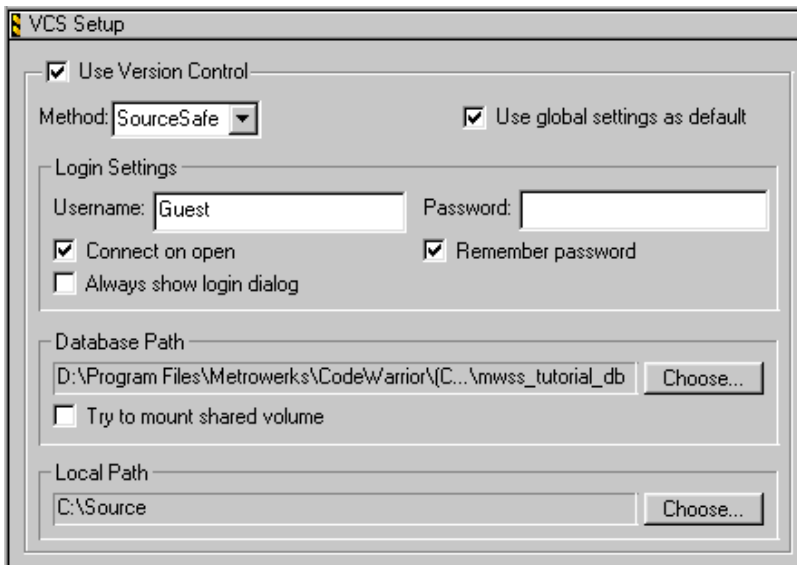 VCS Setup
Use Version Control
Method: SourceSafe Use global settings as default
Login Settings
Username: Guest Password:
Connect on open Remember password
Always show login dialog
Database Path
D:\Program Files\Metrowerks\CodeWarrior\(C...\mwss_tutorial_db Choose...
Try to mount shared volume
Local Path
C:\Source Choose...